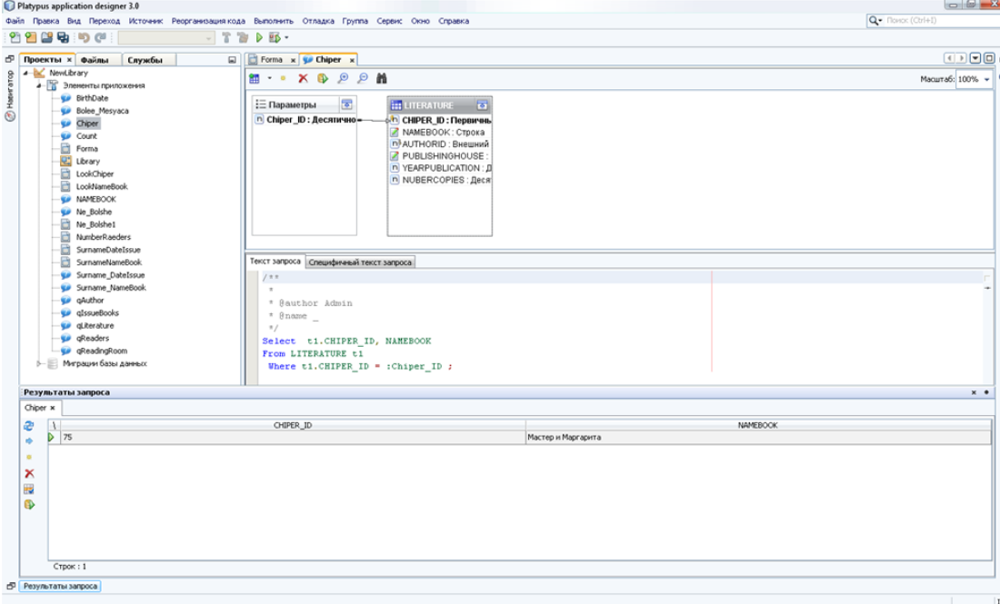 Platypus application designer 3.0
Файл Правка Вид Переход Источник Реорганизация кода Выполнить Отладка Группа Сервис Окно Справка
Поиск (Ctrl+I)
Проекты Файлы Службы
Forma Chiper
Навигатор
NewLibrary
Элементы приложения
BirthDate
Bolee_Mesyaca
Chiper
Count
Forma
Library
LookChiper
LookNameBook
NAMEBOOK
Ne_Bolshe
Ne_Bolshe1
NumberRaeders
SurnameDateIssue
SurnameNameBook
Surname_DateIssue
Surname_NameBook
qAuthor
qIssueBooks
qLiterature
qReaders
qReadingRoom
Миграции базы данных
Масштаб: 100%
Параметры
Chiper_ID : Десятично
LITERATURE
CHIPER_ID : Первичнь
NAMEBOOK : Строка
AUTHORID : Внешний
PUBLISHINGHOUSE :
YEARPUBLICATION : Д
NUBERCOPIES : Деся
Текст запроса Специфичный текст запроса
/**
*
* @author Admin
* @name _
*/
Select t1.CHIPER_ID, NAMEBOOK
From LITERATURE t1
Where t1.CHIPER_ID = :Chiper_ID ;
Результаты запроса
Chiper
\ CHIPER_ID NAMEBOOK
75 Мастер и Маргарита
Строк : 1
Результаты запроса